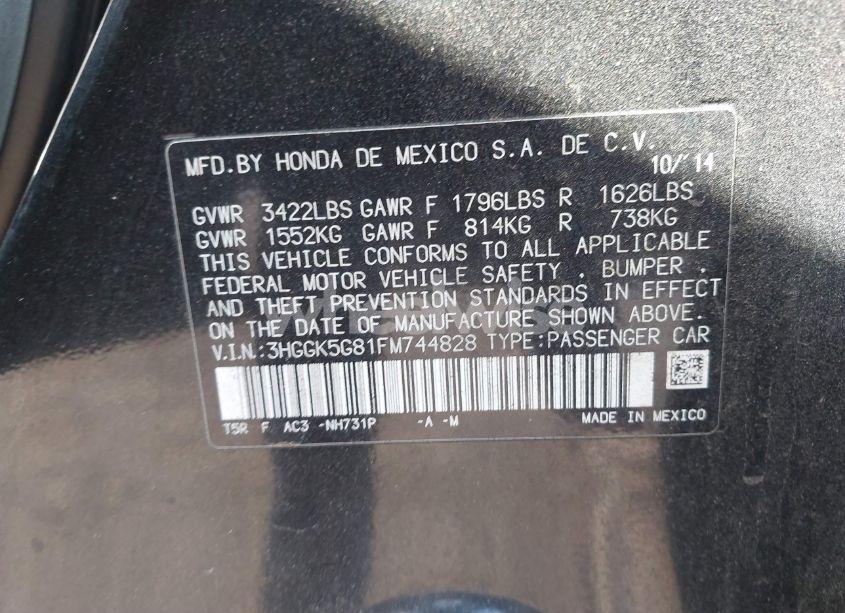 MFD.BY HONDA DE MEXICO S.A. DE C.V.
10/'14
GVWR 3422LBS GAWR F 1796LBS R 1626LBS
GVWR 1552KG GAWR F 814KG R 738KG
THIS VEHICLE CONFORMS TO ALL APPLICABLE
FEDERAL MOTOR VEHICLE SAFETY , BUMPER ,
AND THEFT PREVENTION STANDARDS IN EFFECT
ON THE DATE OF MANUFACTURE SHOWN ABOVE.
V.I.N.:3HGGK5G81FM744828 TYPE:PASSENGER CAR
T5R F AC3 -NH731P -A -M MADE IN MEXICO